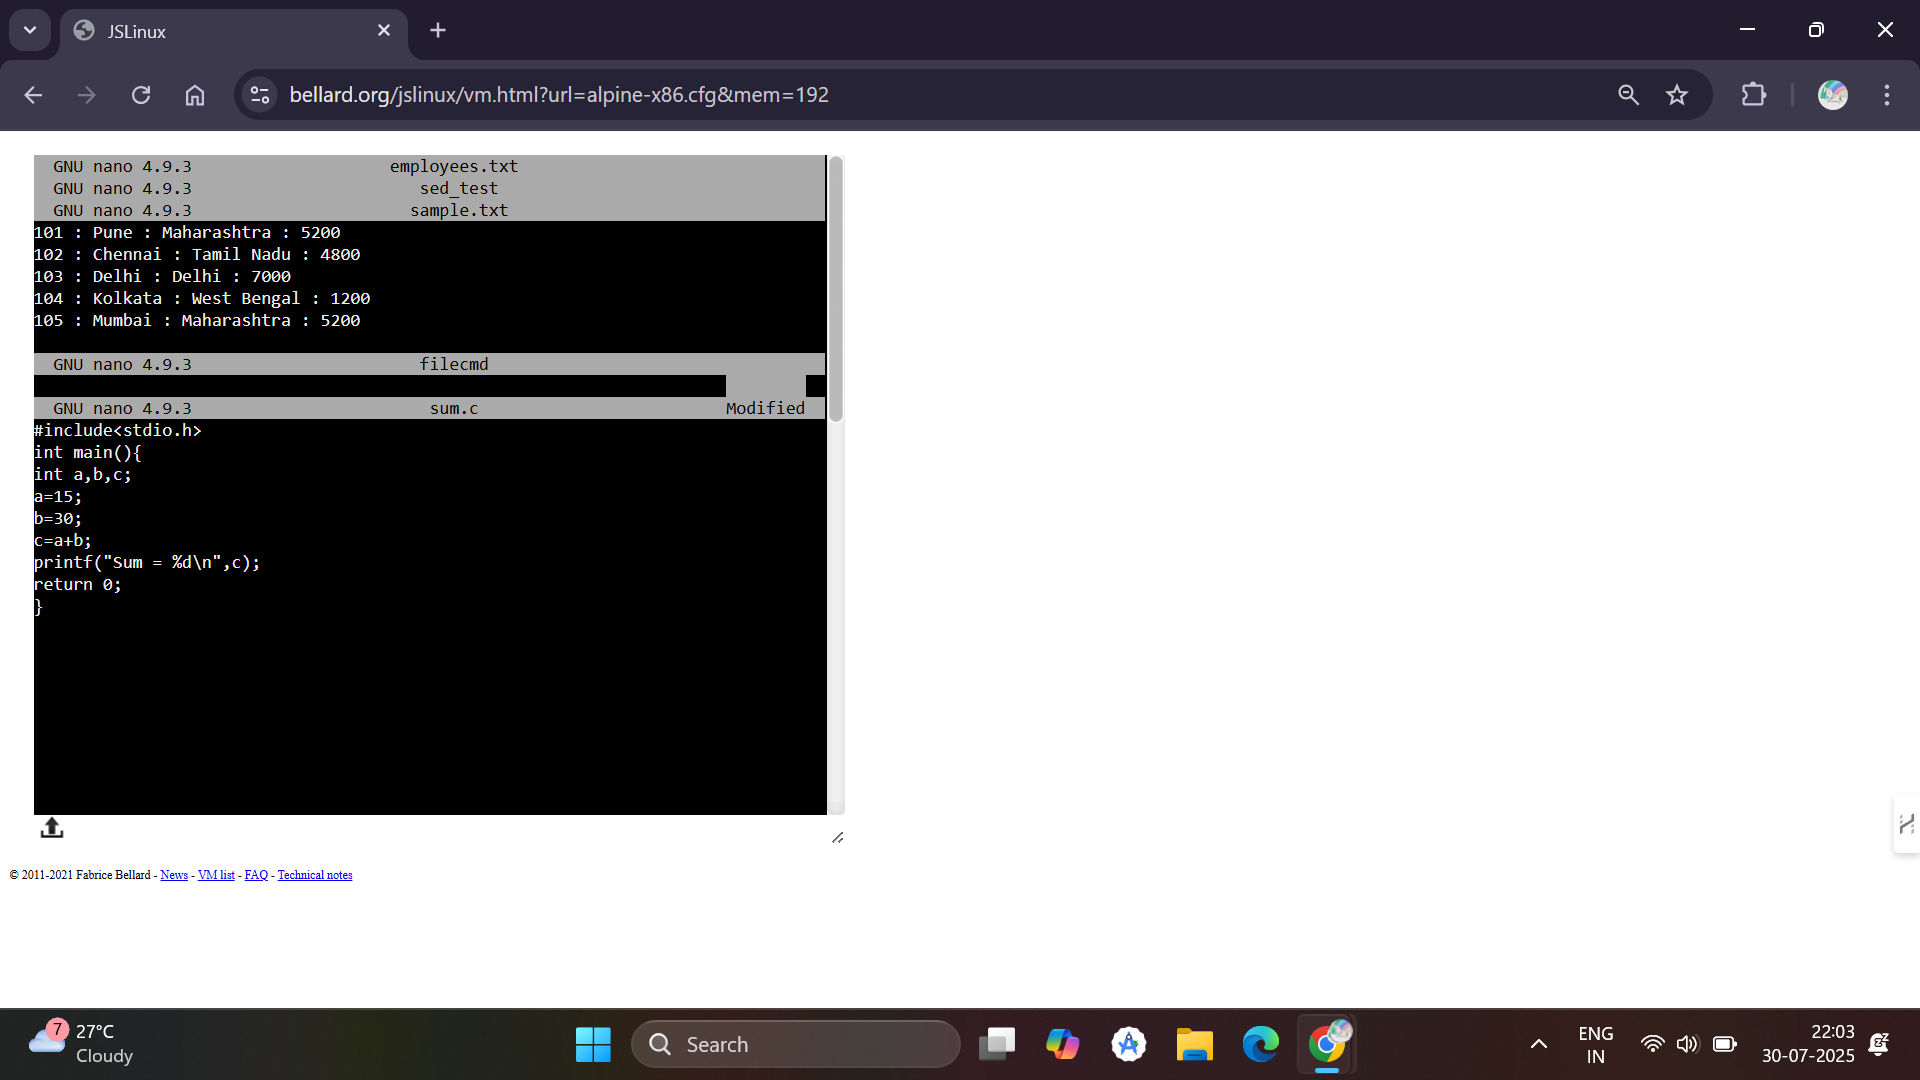 JSLinux
bellard.org/jslinux/vm.html?url=alpine-x86.cfg&mem=192
GNU nano 4.9.3 employees.txt
GNU nano 4.9.3 sed_test
GNU nano 4.9.3 sample.txt
101 : Pune : Maharashtra : 5200
102 : Chennai : Tamil Nadu : 4800
103 : Delhi : Delhi : 7000
104 : Kolkata : West Bengal : 1200
105 : Mumbai : Maharashtra : 5200
GNU nano 4.9.3 filecmd
GNU nano 4.9.3 sum.c Modified
#include<stdio.h>
int main(){
int a,b,c;
a=15;
b=30;
c=a+b;
printf("Sum = %d\n",c);
return 0;
}
© 2011-2021 Fabrice Bellard - News - VM list - FAQ - Technical notes
7
27°C
Cloudy
Search
ENG
IN
22:03
30-07-2025